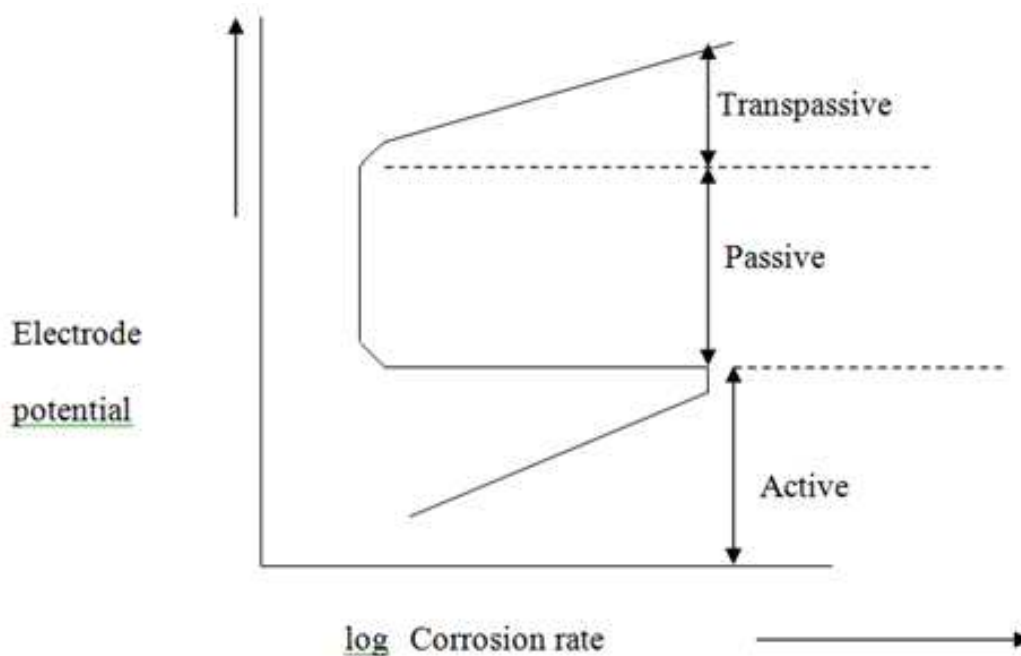 Transpassive
Passive
Electrode
potential
Active
log Corrosion rate